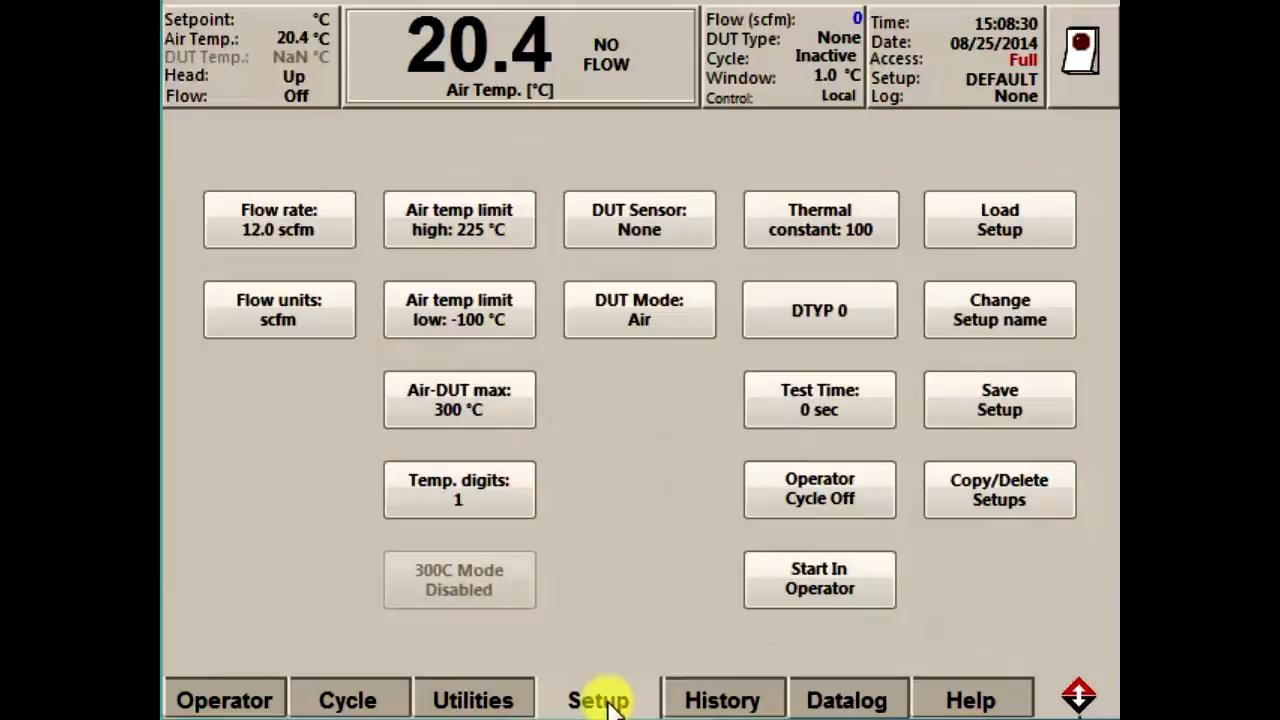 Setpoint: °C
Air Temp.: 20.4 °C
DUT Temp.: NaN °C
Head: Up
Flow: Off
20.4
Air Temp. [°C]
NO
FLOW
Flow (scfm): 0
DUT Type: None
Cycle: Inactive
Window: 1.0 °C
Control: Local
Time: 15:08:30
Date: 08/25/2014
Access: Full
Setup: DEFAULT
Log: None
Flow rate:
12.0 scfm
Air temp limit
high: 225 °C
DUT Sensor:
None
Thermal
constant: 100
Load
Setup
Flow units:
scfm
Air temp limit
low: -100 °C
DUT Mode:
Air
DTYP 0
Change
Setup name
Air-DUT max:
300 °C
Test Time:
0 sec
Save
Setup
Temp. digits:
1
Operator
Cycle Off
Copy/Delete
Setups
300C Mode
Disabled
Start In
Operator
Operator Cycle Utilities Setup History Datalog Help